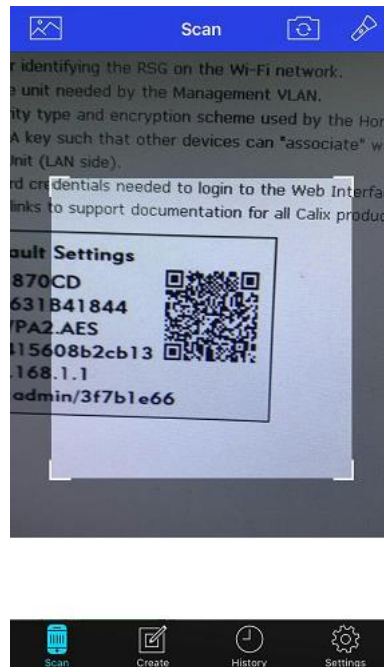 Scan
r identifying the RSG on the Wi-Fi network.
e unit needed by the Management VLAN.
ity type and encryption scheme used by the Hor
A key such that other devices can "associate" w
Unit (LAN side).
rd credentials needed to login to the Web Interfa
links to support documentation for all Calix produc
ault Settings
870CD
631B41844
PA2.AES
415608b2cb13
.168.1.1
admin/3f7b1e66
Scan
Create
History
Settings